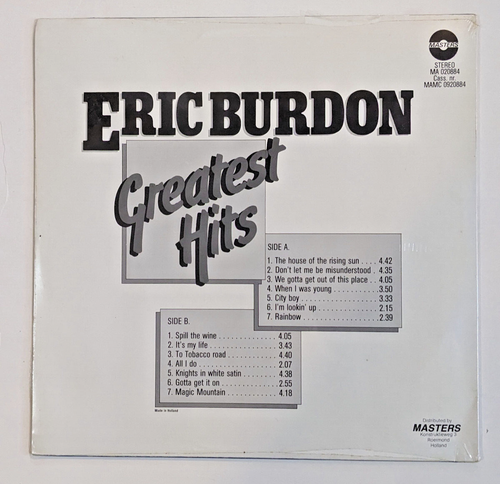 MASTERS
STEREO
MA 020884
Cass. nr.
MAMC 0920884
ERIC BURDON
Greatest
Hits
SIDE A.
1. The house of the rising sun .... 4.42
2. Don't let me be misunderstood . 4.35
3. We gotta get out of this place .. 4.05
4. When I was young ........... 3.50
5. City boy ................. 3.33
6. I'm lookin' up ............. 2.15
7. Rainbow ................. 2.39
SIDE B.
1. Spill the wine .............. 4.05
2. It's my life ................ 3.43
3. To Tobacco road ........... 4.40
4. All I do .................. 2.07
5. Knights in white satin ........ 4.38
6. Gotta get it on ............. 2.55
7. Magic Mountain ............ 4.18
Made in Holland
Distributed by
MASTERS
Roermond
Holland